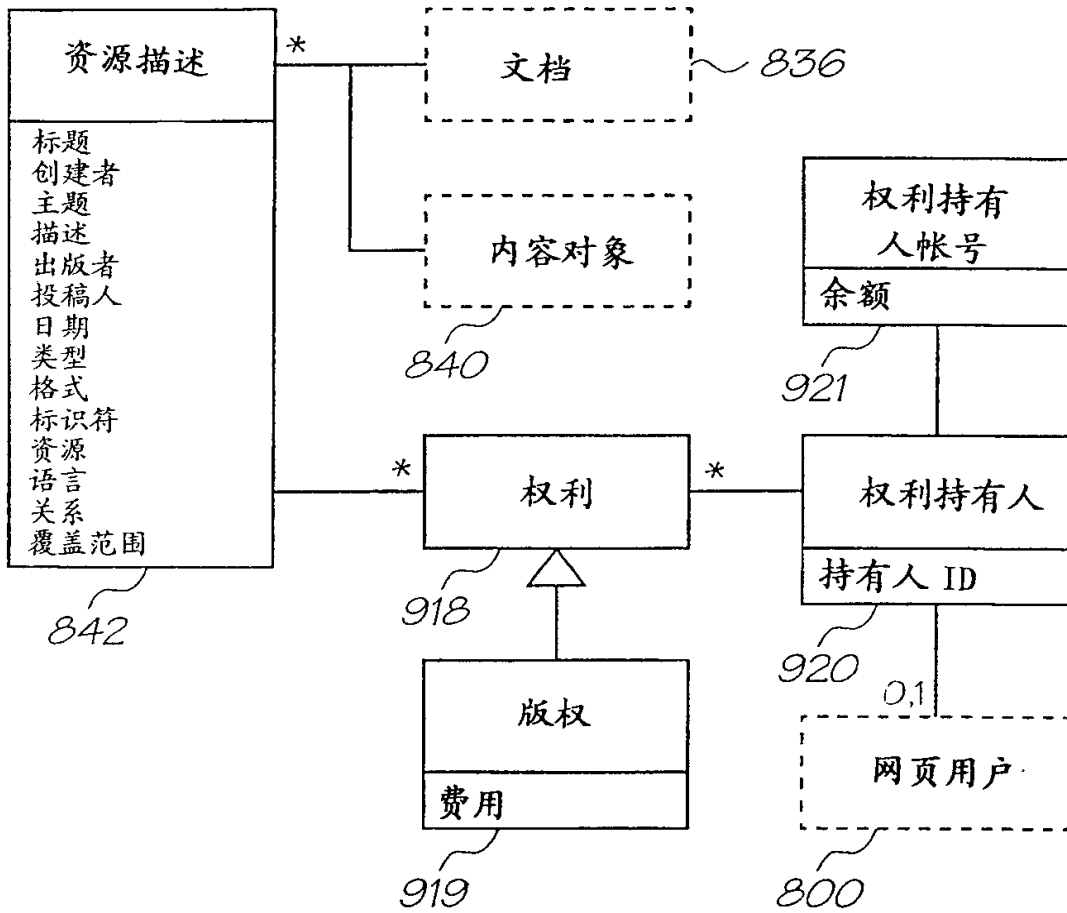 资源描述
*
标题
创建者
主题
描述
出版者
投稿人
日期
类型
格式
标识符
资源
语言
关系
覆盖范围
842
文档
836
内容对象
840
权利持有
人帐号
余额
921
*
权利
918
*
权利持有人
持有人 ID
920
版权
费用
919
0,1
网页用户
800